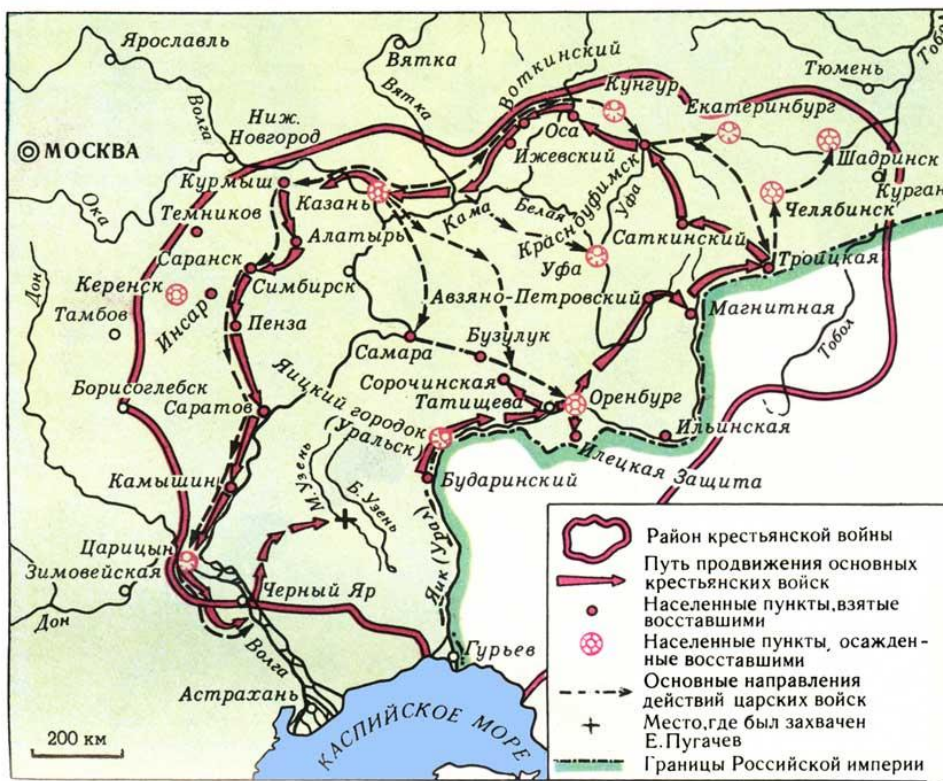 Ярославль
Вятка
Вятка
Воткинский
Кунгур
Тюмень
Тобол
Екатеринбург
Волга
Ниж.
Новгород
МОСКВА
Оса
Ижевский
Шадринск
Курган
Курмыш
Казань
Кама
Белая
Красноуфимск
Уфа
Челябинск
Ока
Темников
Алатырь
Саткинский
Тройцкая
Саранск
Симбирск
Уфа
Дон
Керенск
Тамбов
Инсар
Авзяно-Петровский
Магнитная
Пенза
Самара
Бузулук
Тобол
Сорочинская
Татищева
Оренбург
Борисоглебск
Саратов
Яицкий городок
(Уральск)
Ильинская
Илецкая Защита
Камышин
М.Узень
Б.Узень
Бударинский
Царицын
Зимовейская
Яик (Урал)
Дон
Черный Яр
Волга
Гурьев
Астрахань
КАСПИЙСКОЕ МОРЕ
200 км
Район крестьянской войны
Путь продвижения основных
крестьянских войск
Населенные пункты,взятые
восставшими
Населенные пункты, осажден-
ные восставшими
Основные направления
действий царских войск
Место,где был захвачен
Е.Пугачев
Границы Российской империи